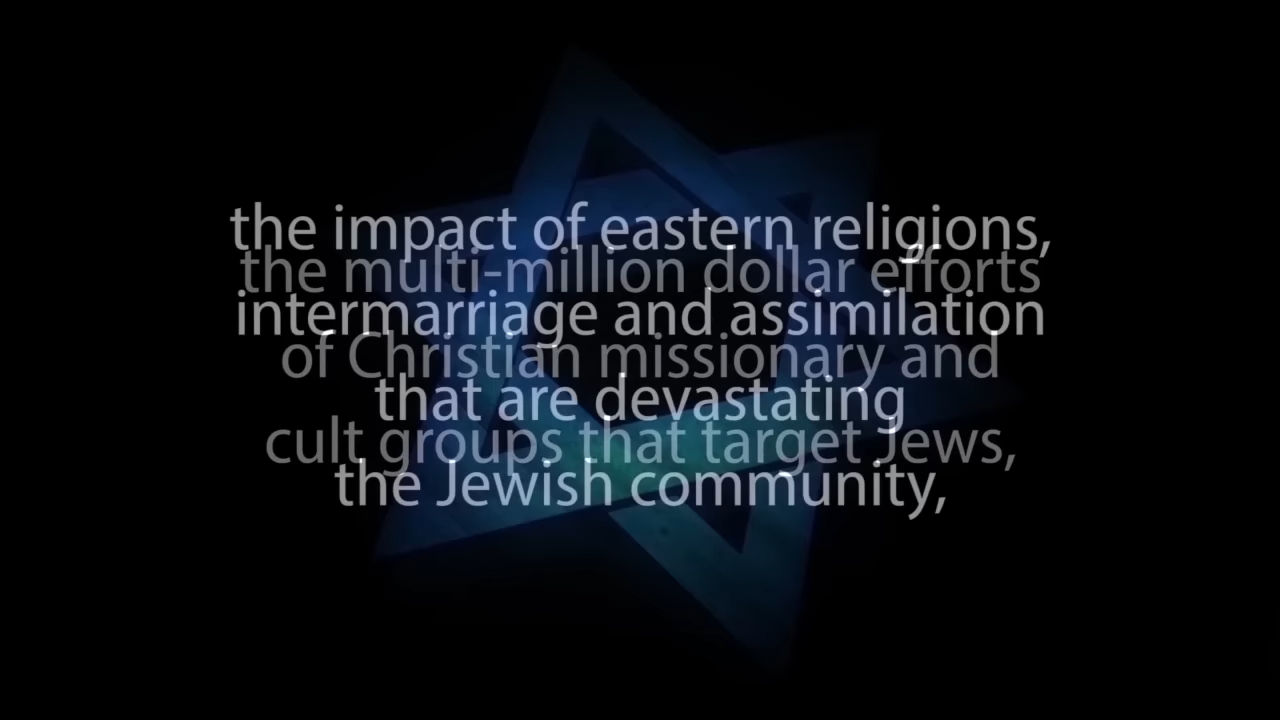 the impact of eastern religions,
the multi-million dollar efforts
intermarriage and assimilation
of Christian missionary and
that are devastating
cult groups that target Jews,
the Jewish community,